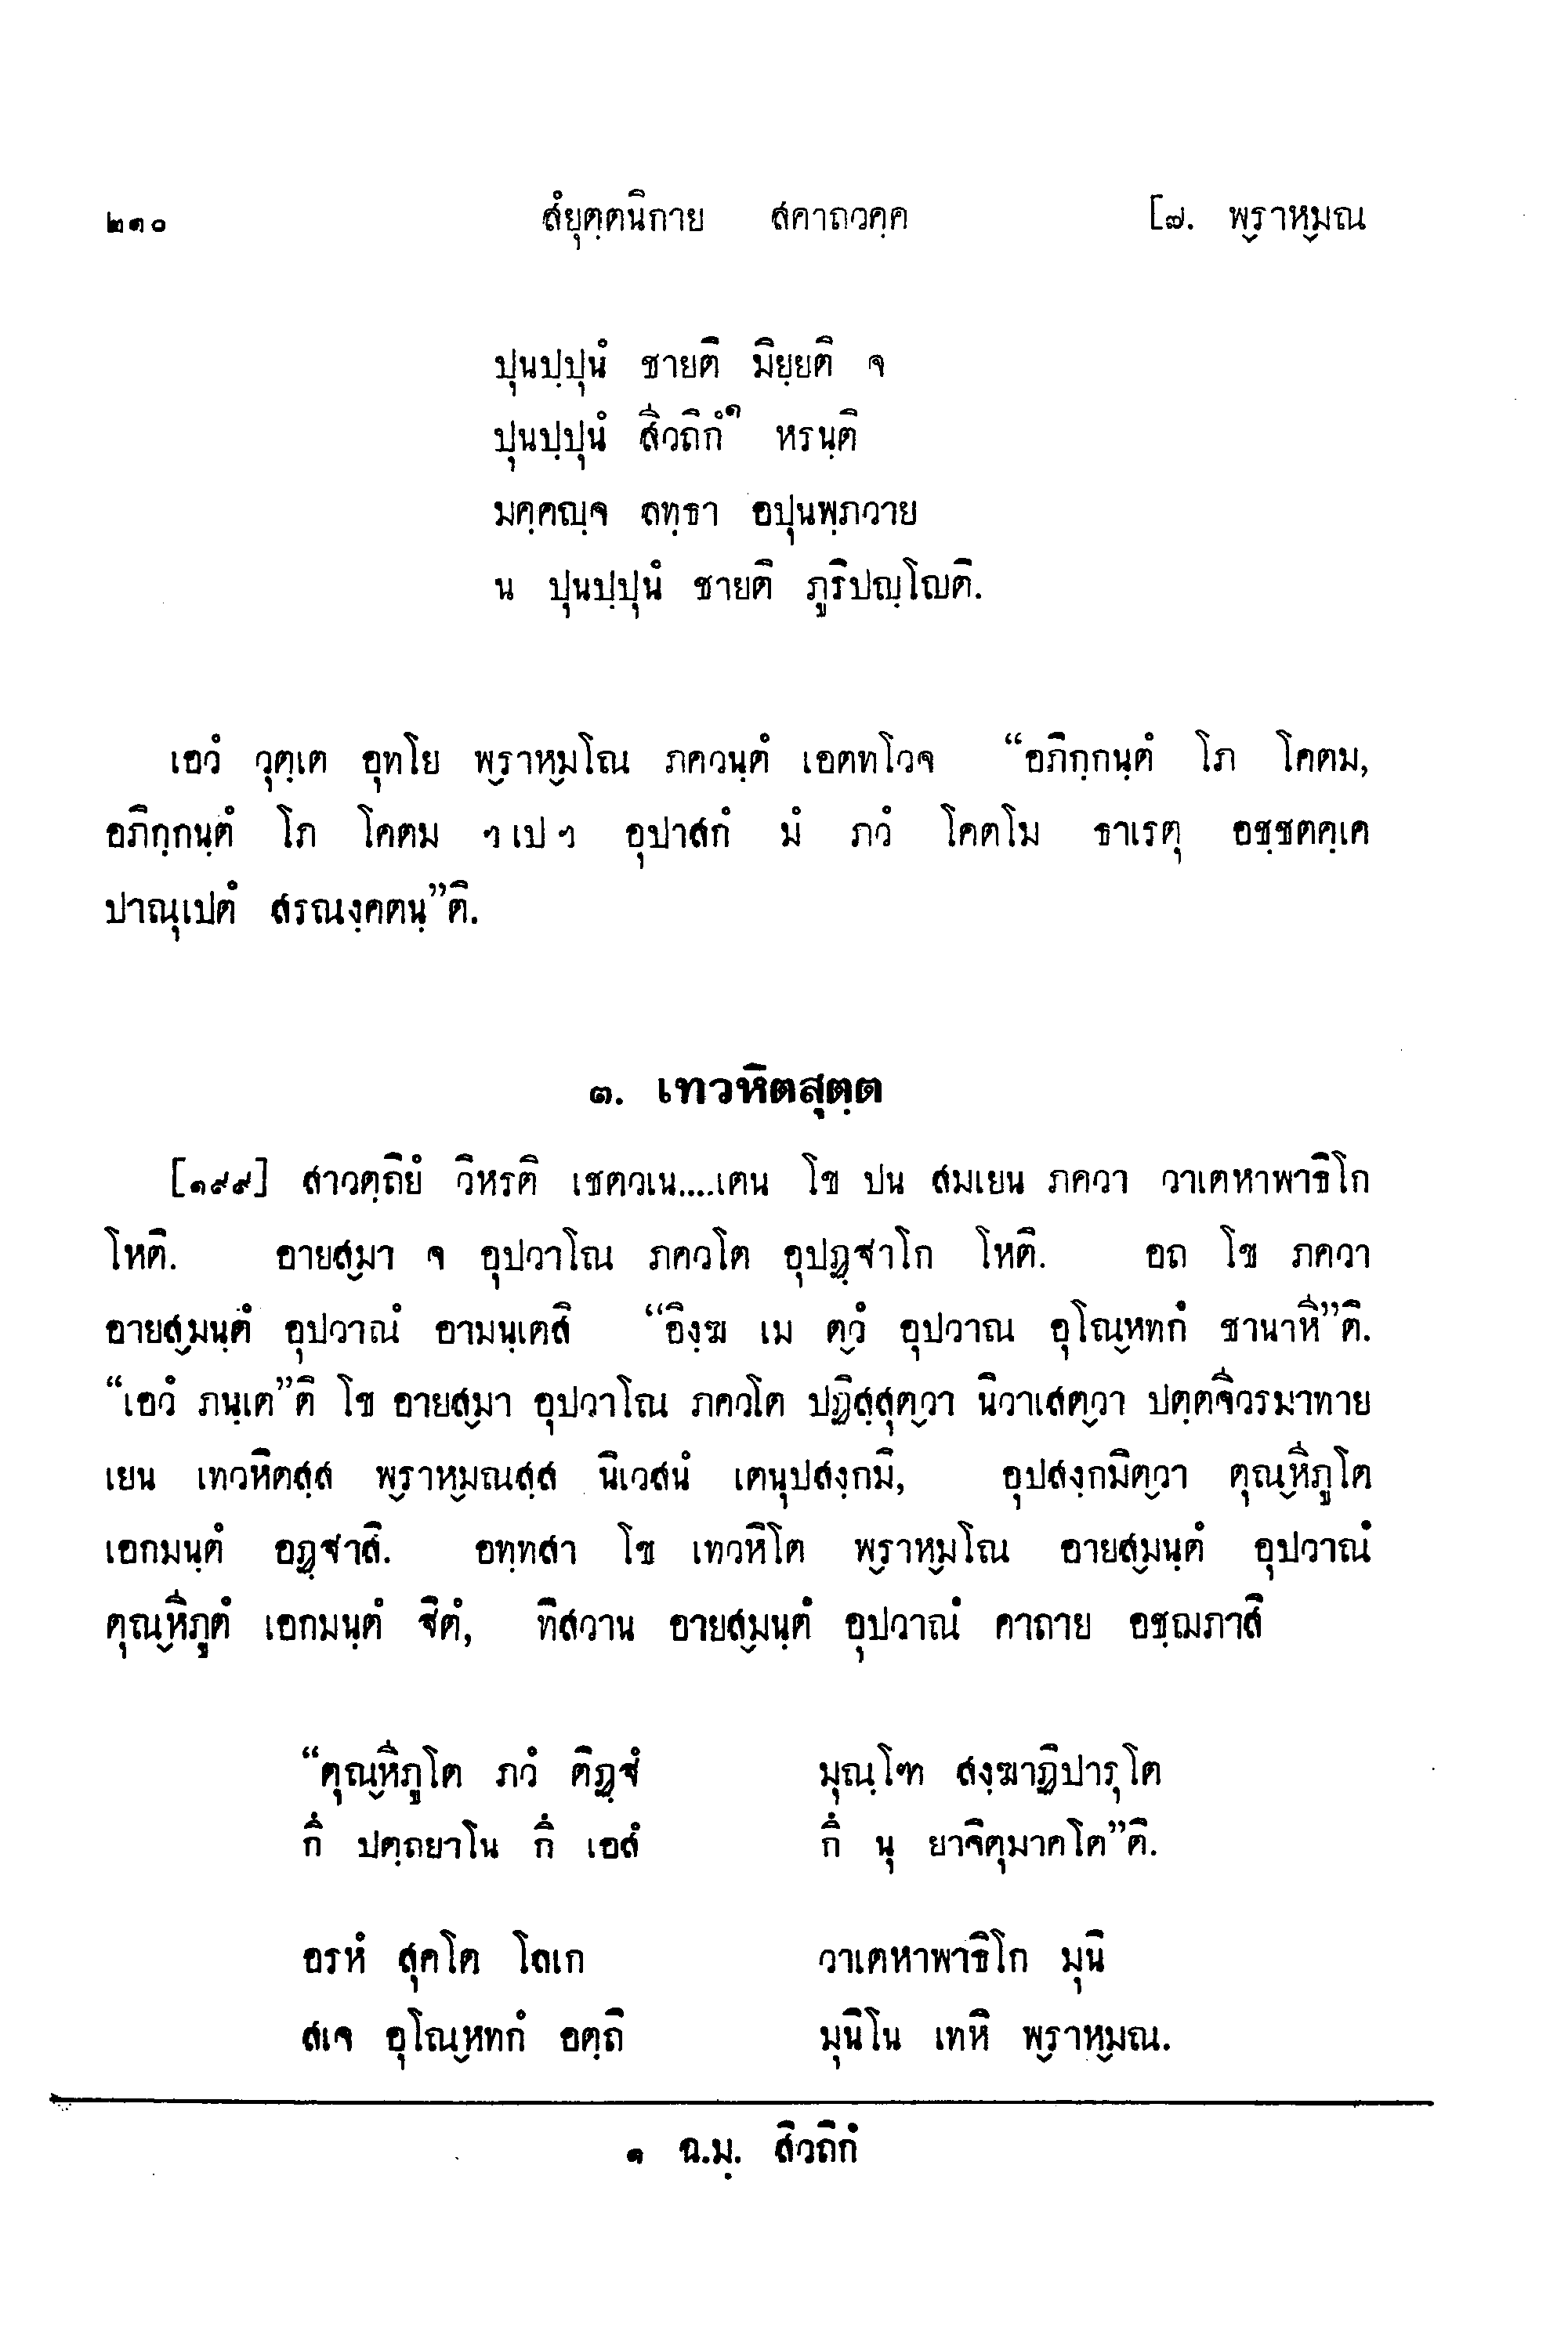 ๒๑๐ สํยุตฺตนิกาย สคาถวคฺค [๗. พฺราหฺมณ
ปุนปฺปุนํ ชายติ มิยฺยติ จ
ปุนปฺปุนํ สีวถิกํ๑ หรนฺติ
มคฺคญฺจ ลทฺธา อปุนพฺภวาย
น ปุนปฺปุนํ ชายติ ภูริปญฺโญติ.
เอวํ วุตฺเต อุทโย พฺราหฺมโณ ภควนฺตํ เอตทโวจ “อภิกฺกนฺตํ โภ โคตม,
อภิกฺกนฺตํ โภ โคตม ฯเปฯ อุปาสกํ มํ ภวํ โคตโม ธาเรตุ อชฺชตคฺเค
ปาณุเปตํ สรณงฺคตนฺ”ติ.
๓. เทวหิตสุตฺต
[๑๙๙] สาวตฺถิยํ วิหรติ เชตวเน....เตน โข ปน สมเยน ภควา วาเตหาพาธิโก
โหติ. อายสฺมา จ อุปวาโณ ภควโต อุปฏฺฐาโก โหติ. อถ โข ภควา
อายสฺมนฺตํ อุปวาณํ อามนฺเตสิ “อิงฺฆ เม ตฺวํ อุปวาณ อุโณฺหทกํ ชานาหี”ติ.
“เอวํ ภนฺเต”ติ โข อายสฺมา อุปวาโณ ภควโต ปฏิสฺสุตฺวา นิวาเสตฺวา ปตฺตจีวรมาทาย
เยน เทวหิตสฺส พฺราหฺมณสฺส นิเวสนํ เตนุปสงฺกมิ, อุปสงฺกมิตฺวา ตุณฺหีภูโต
เอกมนฺตํ อฏฺฐาสิ. อทฺทสา โข เทวหิโต พฺราหฺมโณ อายสฺมนฺตํ อุปวาณํ
ตุณฺหีภูตํ เอกมนฺตํ ฐิตํ, ทิสวาน อายสฺมนฺตํ อุปวาณํ คาถาย อชฺฌภาสิ
“ตุณฺหีภูโต ภวํ ติฏฺฐํ มุณฺโฑ สงฺฆาฏิปารุโต
กึ ปตฺถยาโน กึ เอสํ กึ นุ ยาจิตุมาคโต”ติ.
อรหํ สุคโต โลเก วาเตหาพาธิโก มุนิ
สเจ อุโณฺหทกํ อตฺถิ มุนิโน เทหิ พฺราหฺมณ.
๑ ฉ.มฺ. สิวถิกํ